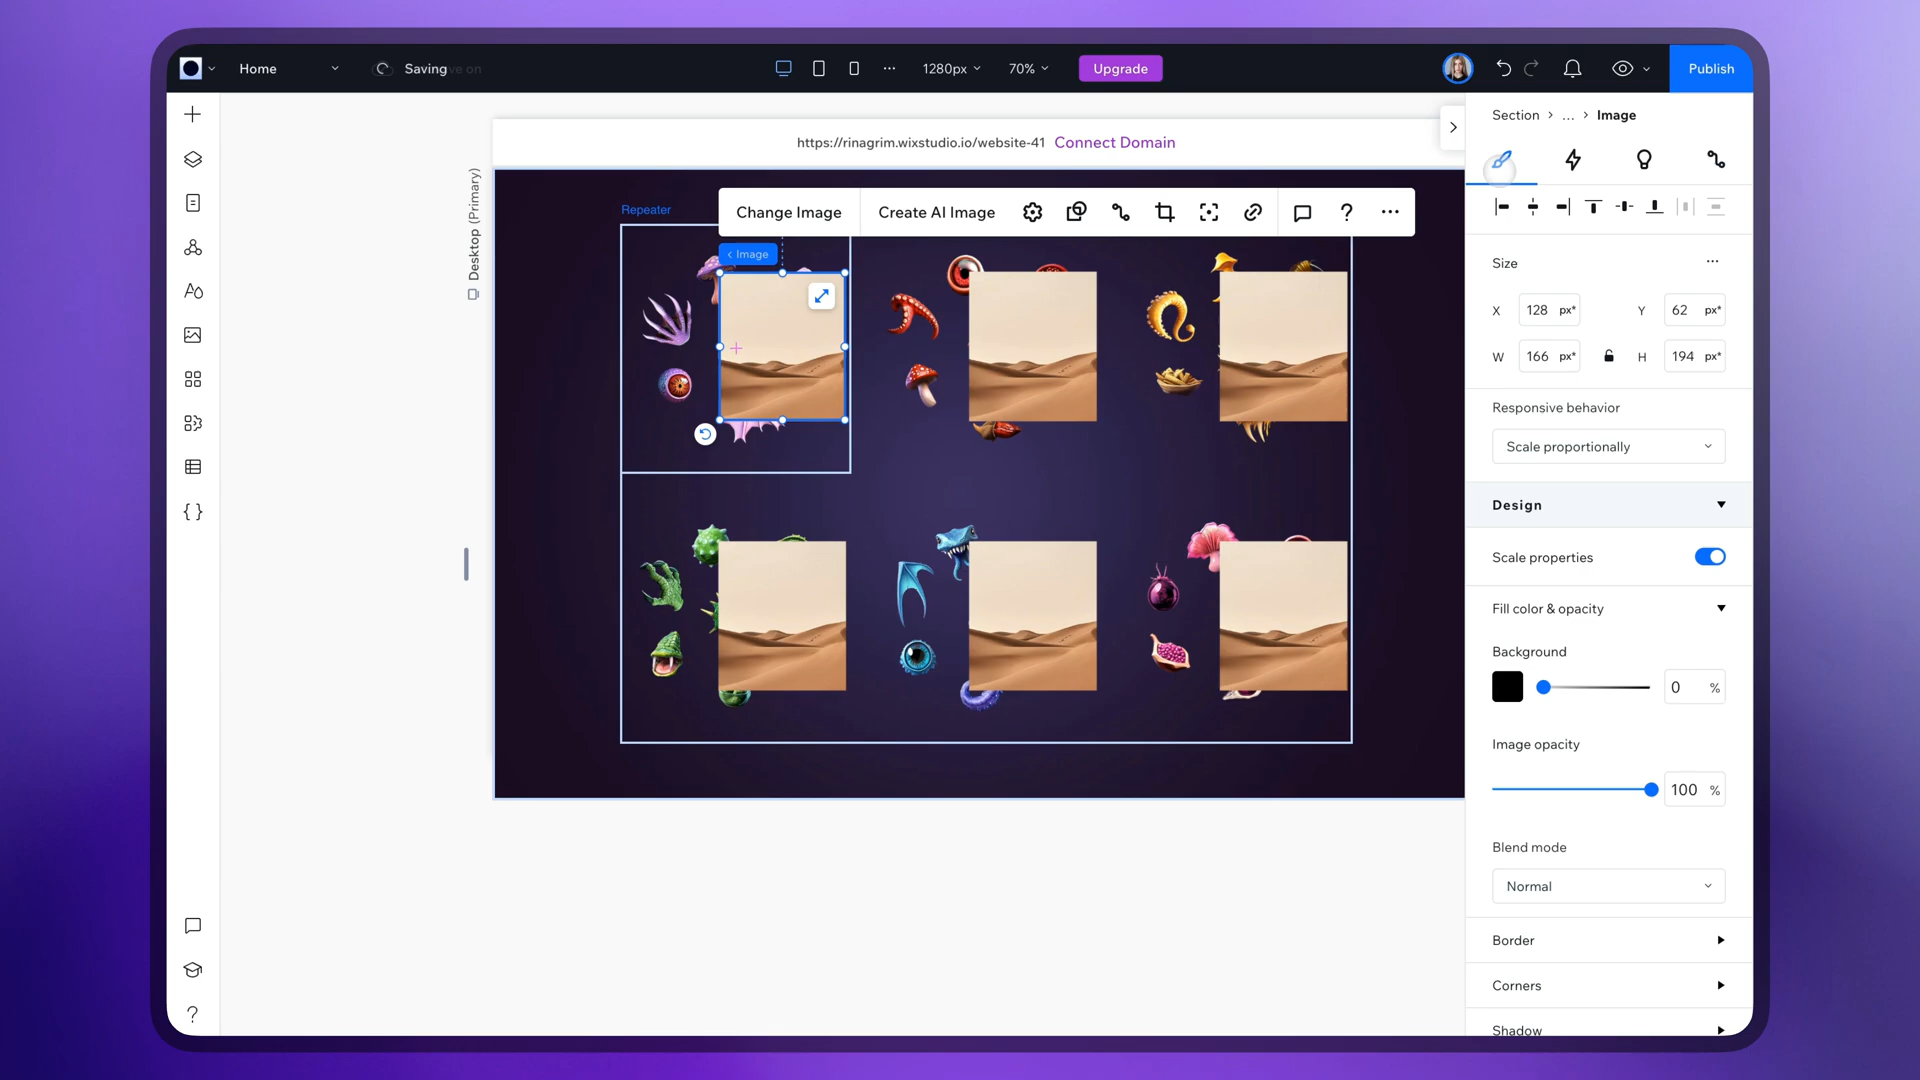 Home
Saving
1280px
70%
Upgrade
Publish
https://rinagrim.wixstudio.io/website-41 Connect Domain
Desktop (Primary)
Repeater
Change Image
Create AI Image
< Image
Section > ... > Image
Size
X 128 px*
Y 62 px*
W 166 px*
H 194 px*
Responsive behavior
Scale proportionally
Design
Scale properties
Fill color & opacity
Background
0 %
Image opacity
100 %
Blend mode
Normal
Border
Corners
Shadow